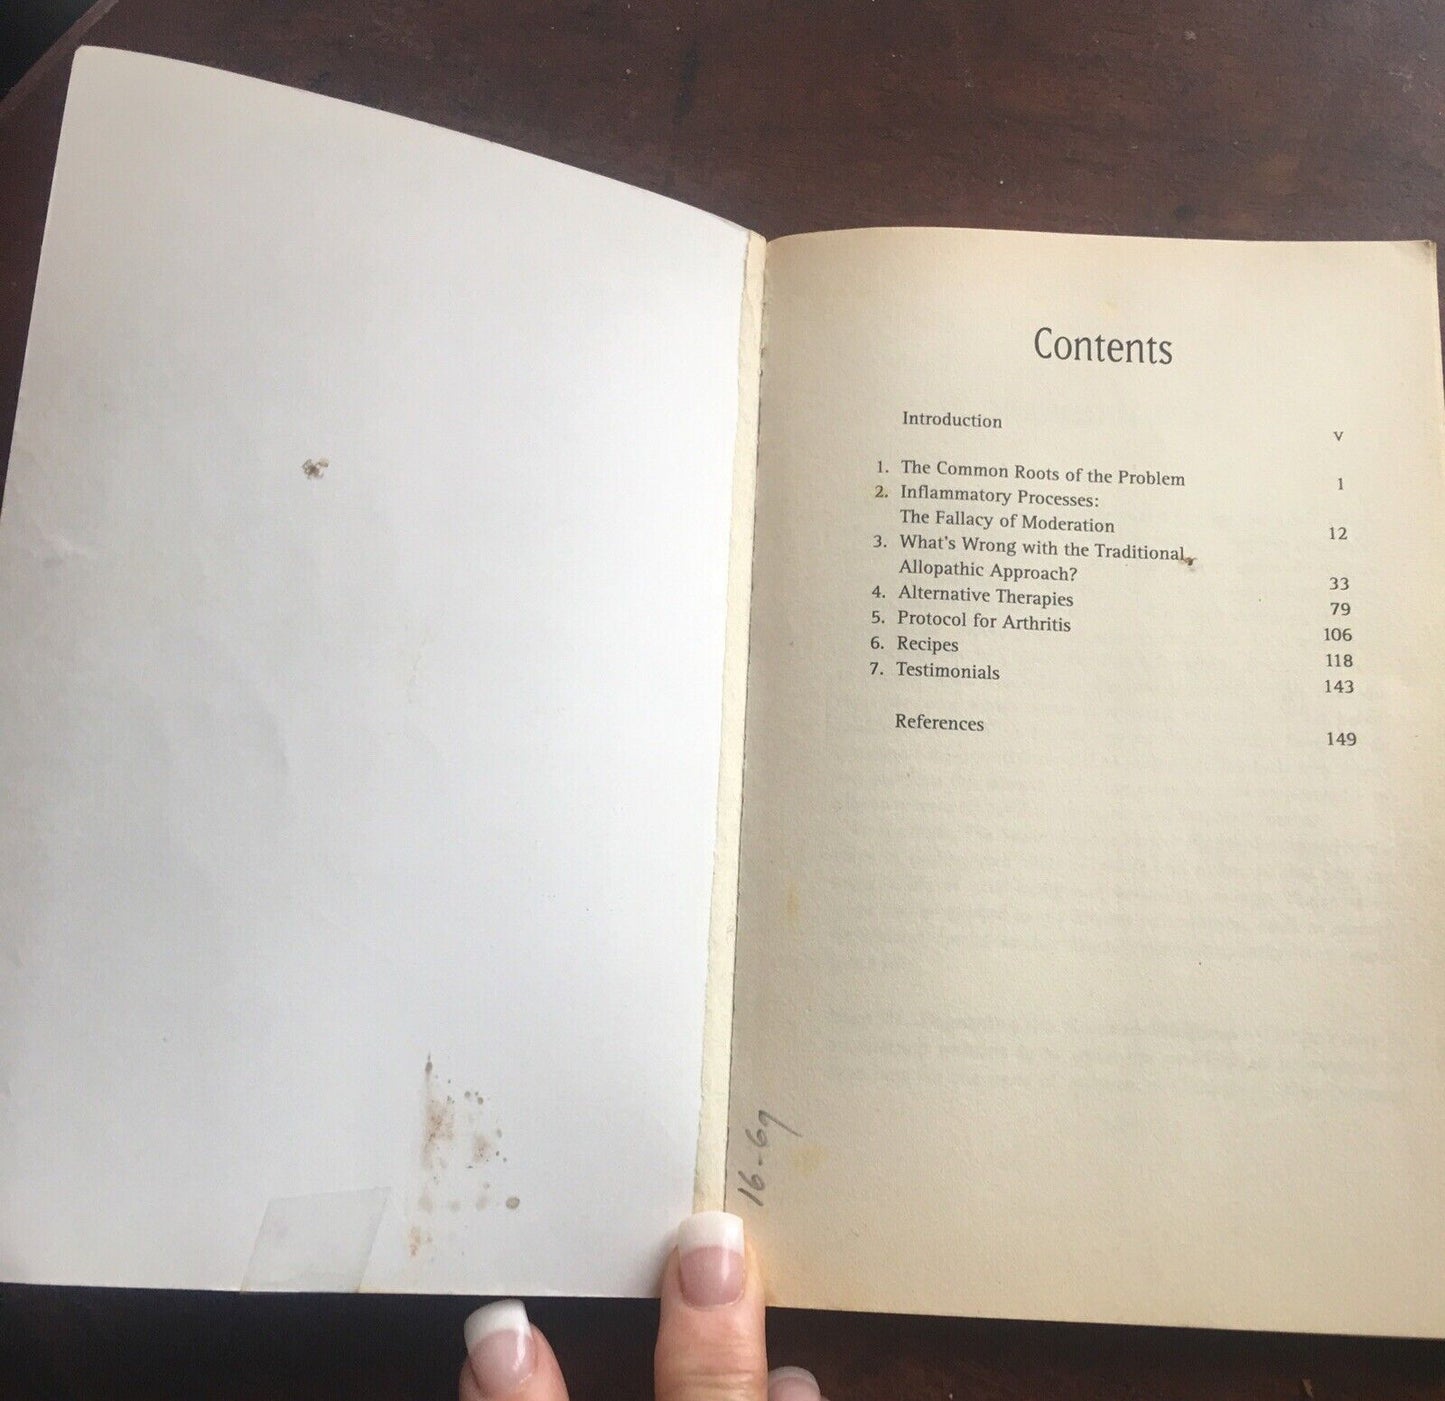 Contents
Introduction v
1. The Common Roots of the Problem 1
2. Inflammatory Processes:
The Fallacy of Moderation 12
3. What's Wrong with the Traditional
Allopathic Approach? 33
4. Alternative Therapies 79
5. Protocol for Arthritis 106
6. Recipes 118
7. Testimonials 143
References 149
16-69